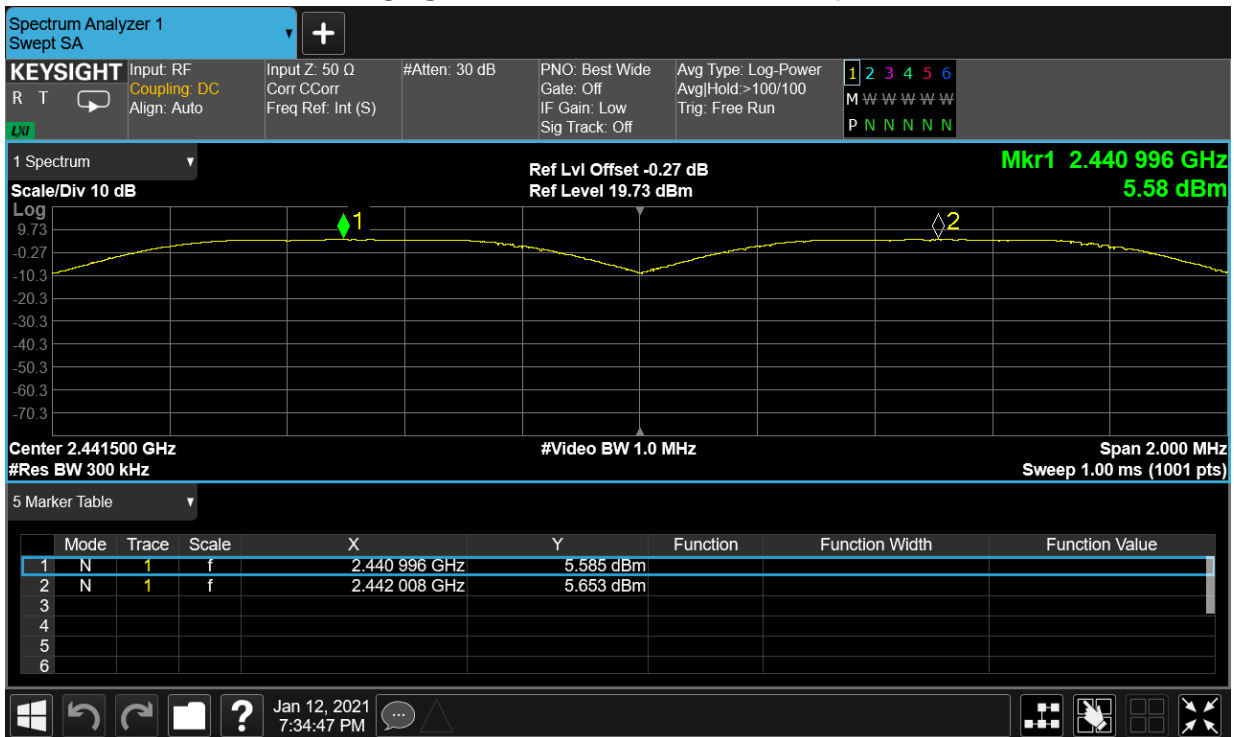 Spectrum Analyzer 1
Swept SA
+
KEYSIGHT Input: RF Input Z: 50 Ω #Atten: 30 dB PNO: Best Wide Avg Type: Log-Power 1 2 3 4 5 6
R T Coupling: DC Corr CCorr Gate: Off Avg|Hold:>100/100 M W W W W W
Align: Auto Freq Ref: Int (S) IF Gain: Low Trig: Free Run P N N N N N
LXI Sig Track: Off
1 Spectrum Ref Lvl Offset -0.27 dB Mkr1 2.440 996 GHz
Scale/Div 10 dB Ref Level 19.73 dBm 5.58 dBm
Log
9.73
1 2
-0.27
-10.3
-20.3
-30.3
-40.3
-50.3
-60.3
-70.3
Center 2.441500 GHz #Video BW 1.0 MHz Span 2.000 MHz
#Res BW 300 kHz Sweep 1.00 ms (1001 pts)
5 Marker Table
Mode Trace Scale X Y Function Function Width Function Value
1 N 1 f 2.440 996 GHz 5.585 dBm
2 N 1 f 2.442 008 GHz 5.653 dBm
3
4
5
6
? Jan 12, 2021
7:34:47 PM